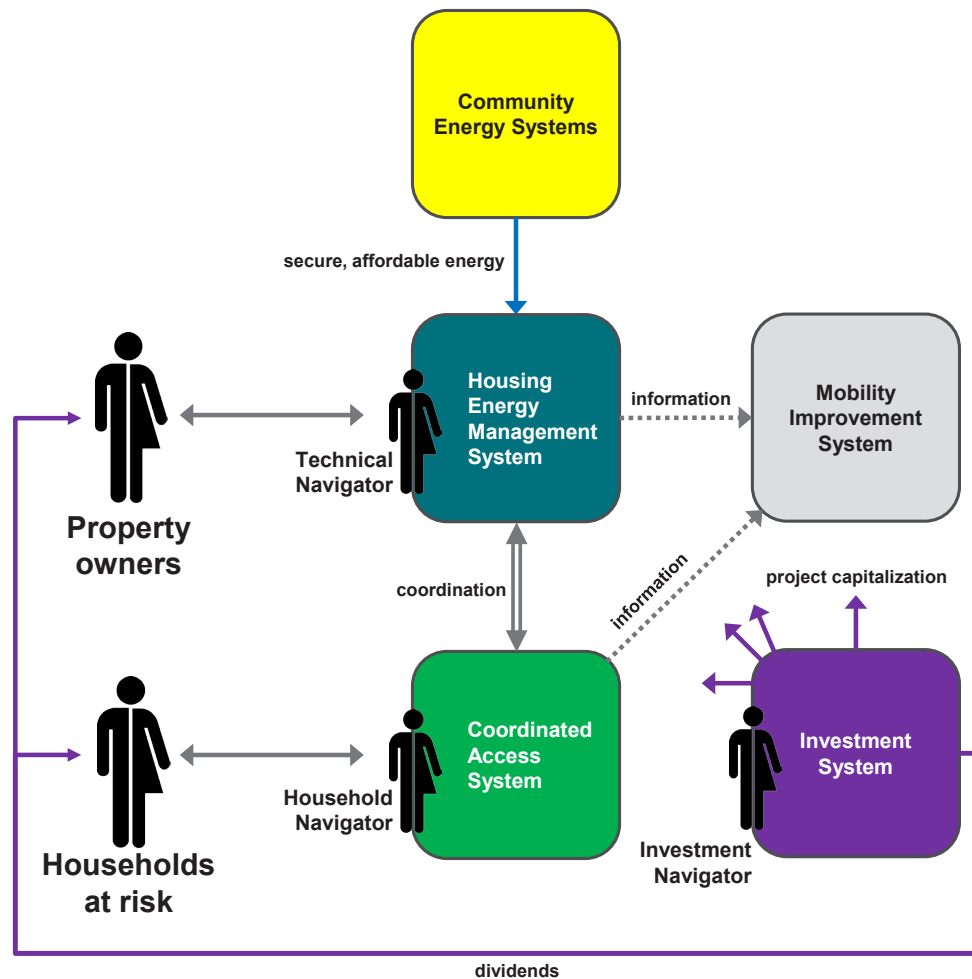 Community
Energy Systems
secure, affordable energy
Housing
Energy
Management
System
information
Mobility
Improvement
System
Technical
Navigator
Property
owners
coordination
information
project capitalization
Coordinated
Access
System
Investment
System
Household
Navigator
Households
at risk
Investment
Navigator
dividends